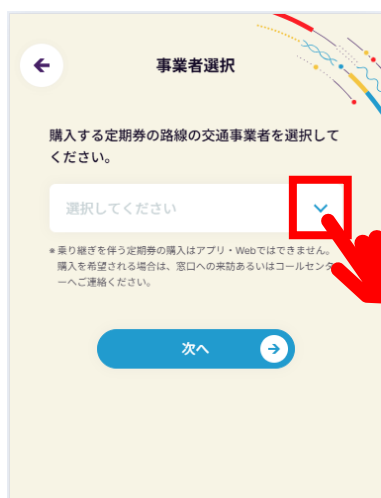 事業者選択
購入する定期券の路線の交通事業者を選択して
ください。
選択してください
※乗り継ぎを伴う定期券の購入はアプリ・Webではできません。
購入を希望される場合は、窓口への来訪あるいはコールセンタ
ーへご連絡ください。
次へ